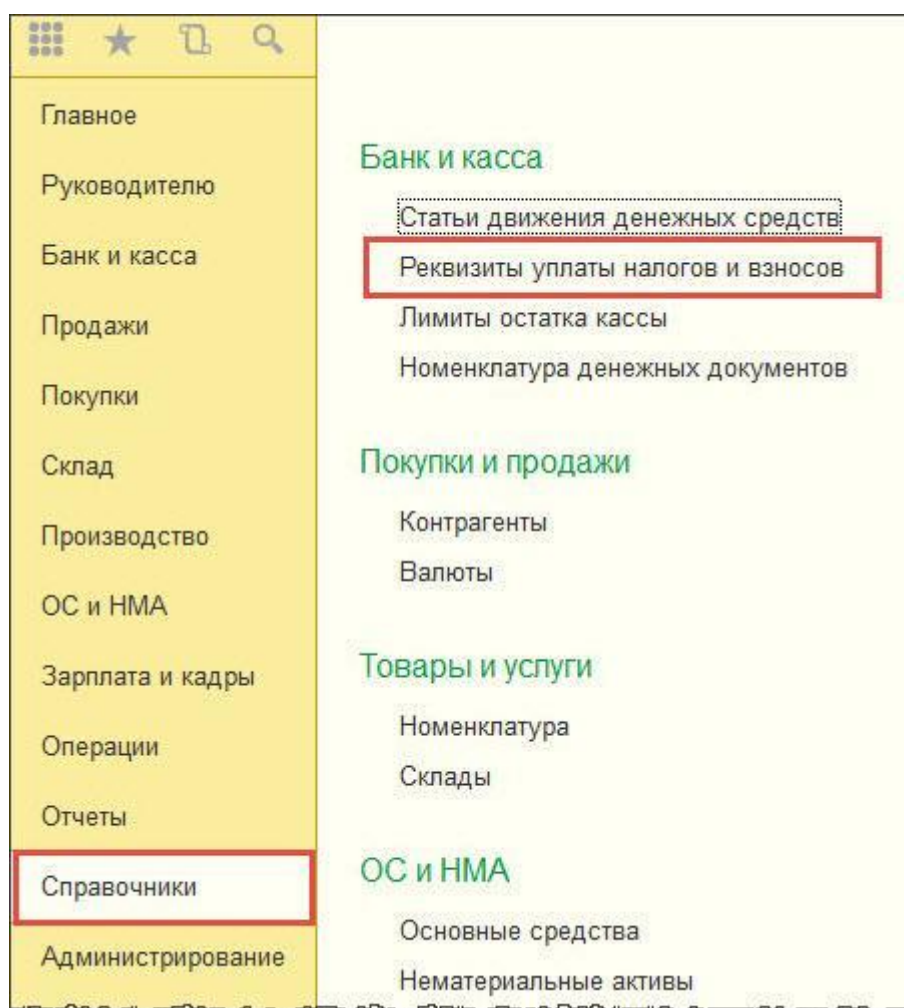 Главное
Руководителю
Банк и касса
Продажи
Покупки
Склад
Производство
ОС и НМА
Зарплата и кадры
Операции
Отчеты
Справочники
Администрирование
Банк и касса
Статьи движения денежных средств
Реквизиты уплаты налогов и взносов
Лимиты остатка кассы
Номенклатура денежных документов
Покупки и продажи
Контрагенты
Валюты
Товары и услуги
Номенклатура
Склады
ОС и НМА
Основные средства
Нематериальные активы